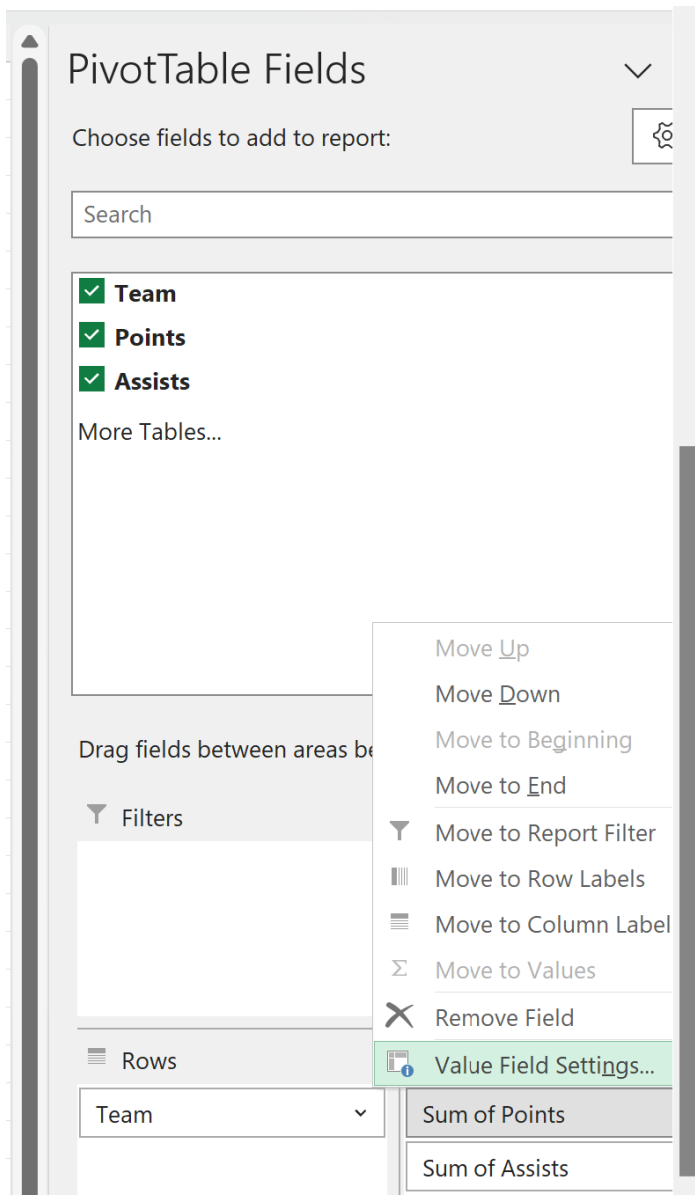 PivotTable Fields
Choose fields to add to report:
Search
Team
Points
Assists
More Tables...
Move Up
Move Down
Move to Beginning
Move to End
Move to Report Filter
Move to Row Labels
Move to Column Label
Move to Values
Remove Field
Value Field Settings...
Drag fields between areas be
Filters
Rows
Team
Sum of Points
Sum of Assists